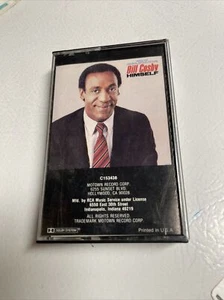 Bill Cosby
HIMSELF
C153438
MOTOWN RECORD CORP.
6255 SUNSET BLVD.
HOLLYWOOD, CA 90028
Mfd. by RCA Music Service under License
6550 East 30th Street
Indianapolis, Indiana 46219
ALL RIGHTS RESERVED.
TRADEMARK MOTOWN RECORD CORP.
Printed in U.S.A.